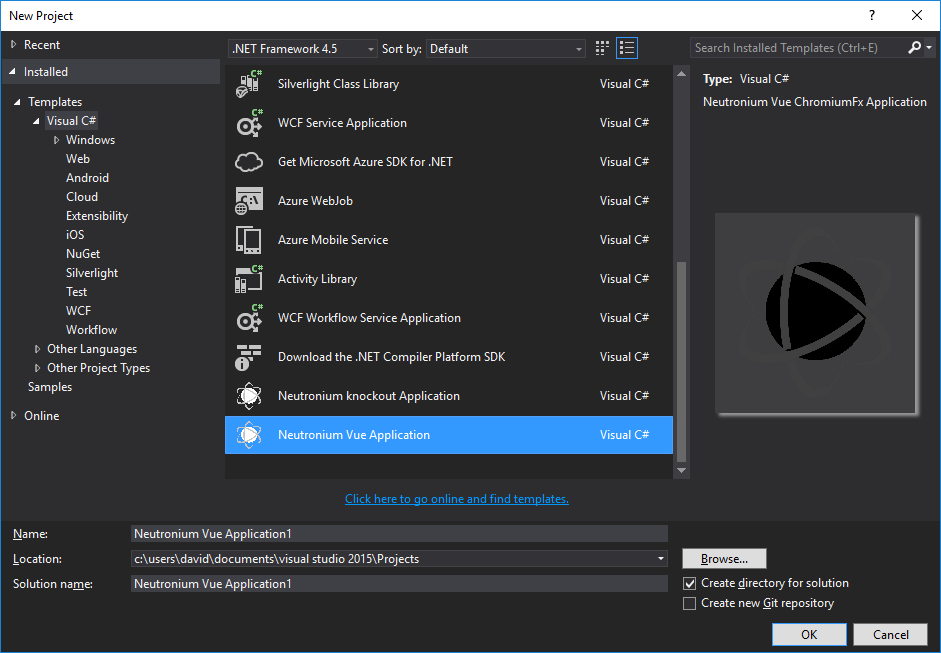 New Project
? 
Recent
Installed
Templates
Visual C#
Windows
Web
Android
Cloud
Extensibility
iOS
NuGet
Silverlight
Test
WCF
Workflow
Other Languages
Other Project Types
Samples
Online
.NET Framework 4.5 Sort by: Default
C# Silverlight Class Library Visual C#
C# WCF Service Application Visual C#
Get Microsoft Azure SDK for .NET Visual C#
C:\ Azure WebJob Visual C#
Azure Mobile Service Visual C#
C# Activity Library Visual C#
C# WCF Workflow Service Application Visual C#
Download the .NET Compiler Platform SDK Visual C#
Neutronium knockout Application Visual C#
Neutronium Vue Application Visual C#
Click here to go online and find templates.
Search Installed Templates (Ctrl+E)
Type: Visual C#
Neutronium Vue ChromiumFx Application
Name: Neutronium Vue Application1
Location: c:\users\david\documents\visual studio 2015\Projects Browse...
Solution name: Neutronium Vue Application1 Create directory for solution
Create new Git repository
OK Cancel